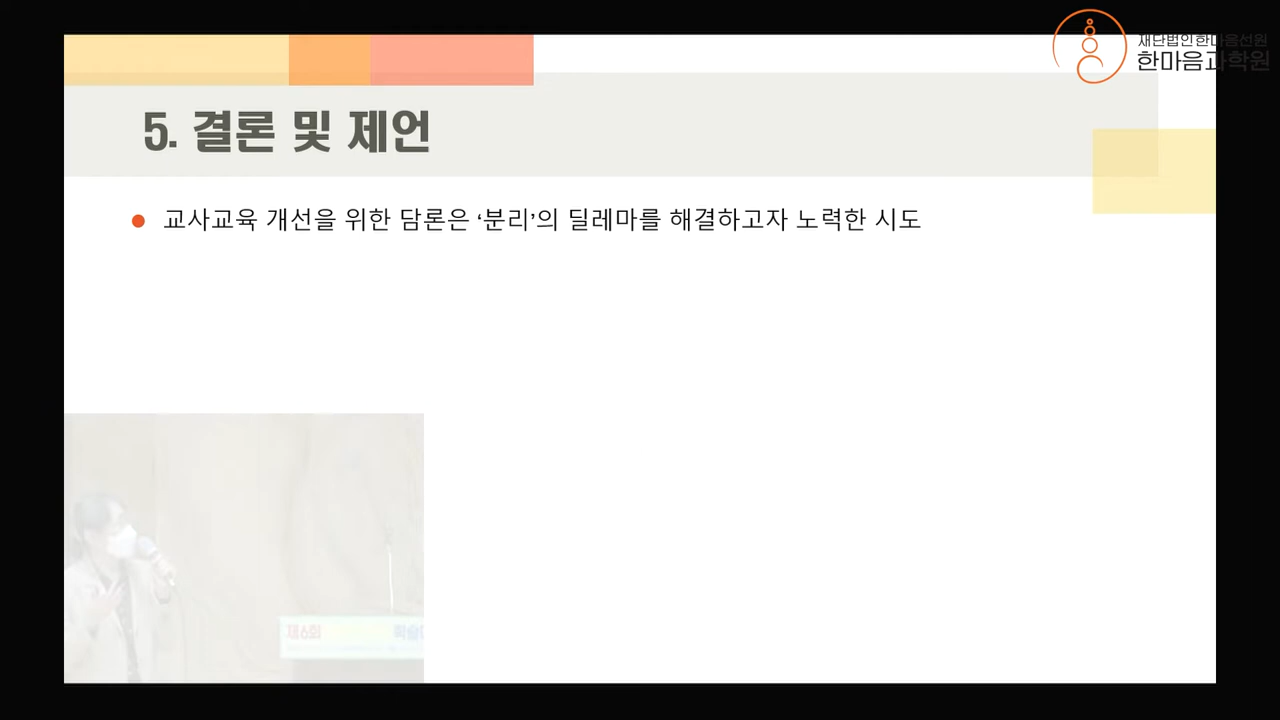 재단법인한마음선원
한마음과학원
5. 결론 및 제언
● 교사교육 개선을 위한 담론은 ‘분리’의 딜레마를 해결하고자 노력한 시도
제6회